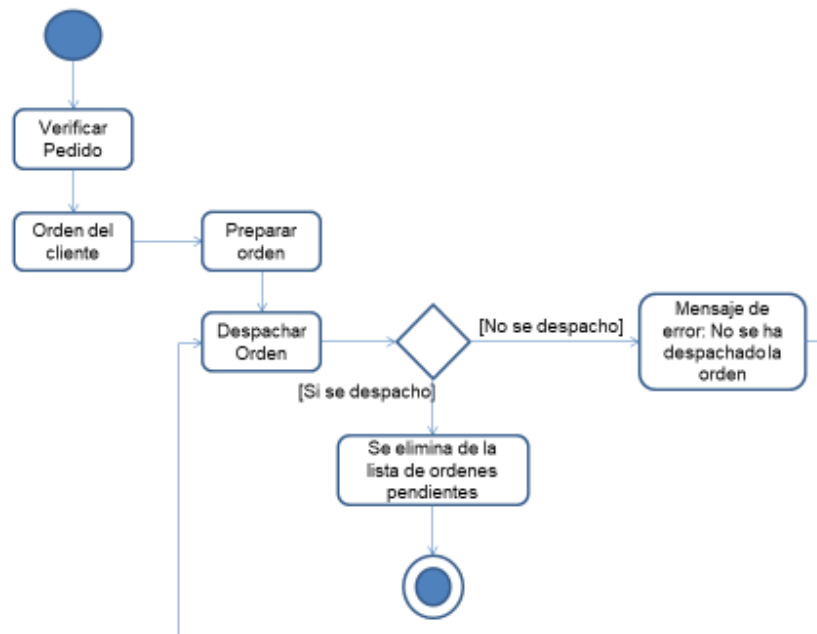 Verificar
Pedido
Orden del
cliente
Preparar
orden
Despachar
Orden
[No se despacho]
Mensaje de
error: No se ha
despachado la
orden
[Si se despacho]
Se elimina de la
lista de ordenes
pendientes